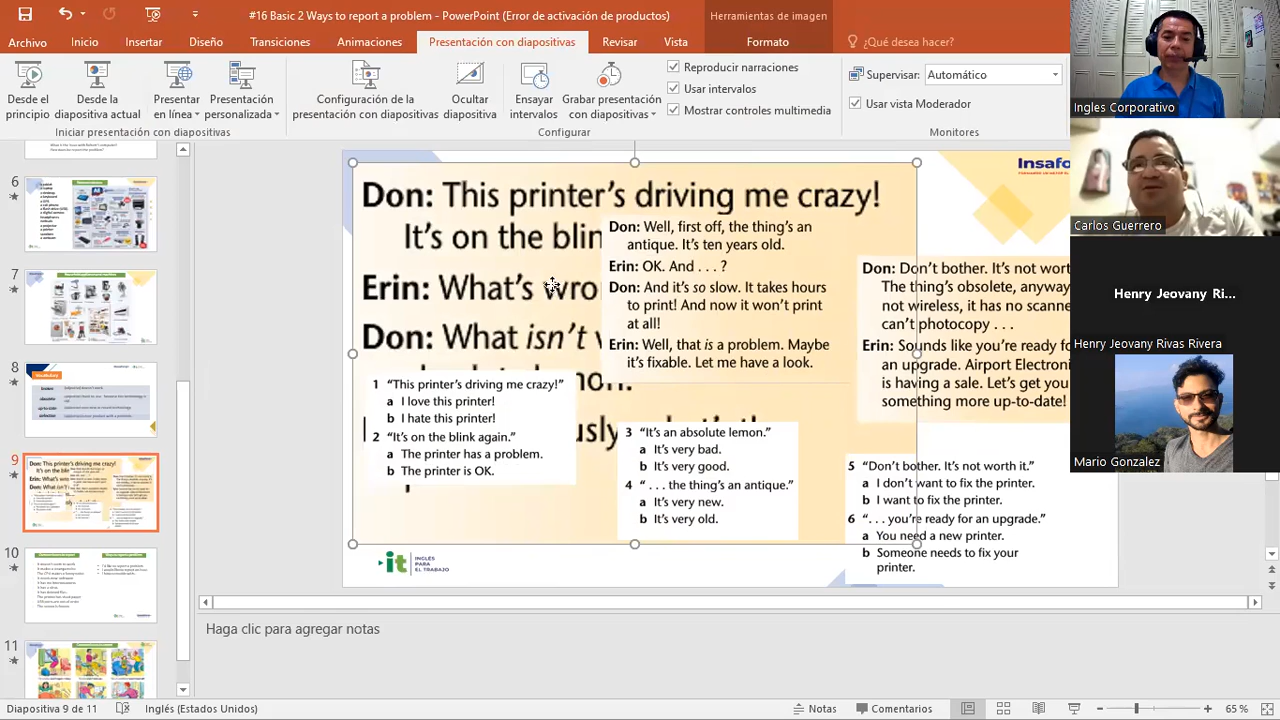 #16 Basic 2 Ways to report a problem - PowerPoint (Error de activación de productos)
Herramientas de imagen
Archivo
Inicio
Insertar
Diseño
Transiciones
Animaciones
Presentación con diapositivas
Revisar
Vista
Formato
¿Qué desea hacer?
Desde el principio
Desde la diapositiva actual
Presentar en línea
Presentación personalizada
Configuración de la presentación con diapositivas
Ocultar diapositiva
Ensayar intervalos
Grabar presentación con diapositivas
Reproducir narraciones
Usar intervalos
Mostrar controles multimedia
Supervisar:
Automático
Usar vista Moderador
Iniciar presentación con diapositivas
Configurar
Monitores
Ingles Corporativo
Carlos Guerrero
Henry Jeovany Ri...
Henry Jeovany Rivas Rivera
Mario Gonzalez
6
7
8
9
10
11
Insafo
Don: This printer's driving me crazy!
It's on the blin
Erin: What's wro
Don: What isn't w
Don: Well, first off, the thing's an
antique. It's ten years old.
Erin: OK. And . . . ?
Don: And it's so slow. It takes hours
to print! And now it won't print
at all!
Erin: Well, that is a problem. Maybe
it's fixable. Let me have a look.
Don: Don't bother. It's not wort
The thing's obsolete, anyway
not wireless, it has no scanne
can't photocopy . . .
Erin: Sounds like you're ready fo
an upgrade. Airport Electroni
is having a sale. Let's get you
something more up-to-date!
1 "This printer's driving me crazy!"
a I love this printer!
b I hate this printer!
2 "It's on the blink again."
a The printer has a problem.
b The printer is OK.
3 "It's an absolute lemon."
a It's very bad.
b It's very good.
4 ". . . the thing's an antique."
a It's very new.
b It's very old.
5 "Don't bother. It's not worth it."
a I don't want to fix the printer.
b I want to fix the printer.
6 ". . . you're ready for an upgrade."
a You need a new printer.
b Someone needs to fix your
printer.
it
INGLÉS
PARA
EL TRABAJO
Haga clic para agregar notas
Diapositiva 9 de 11
Inglés (Estados Unidos)
Notas
Comentarios
65 %